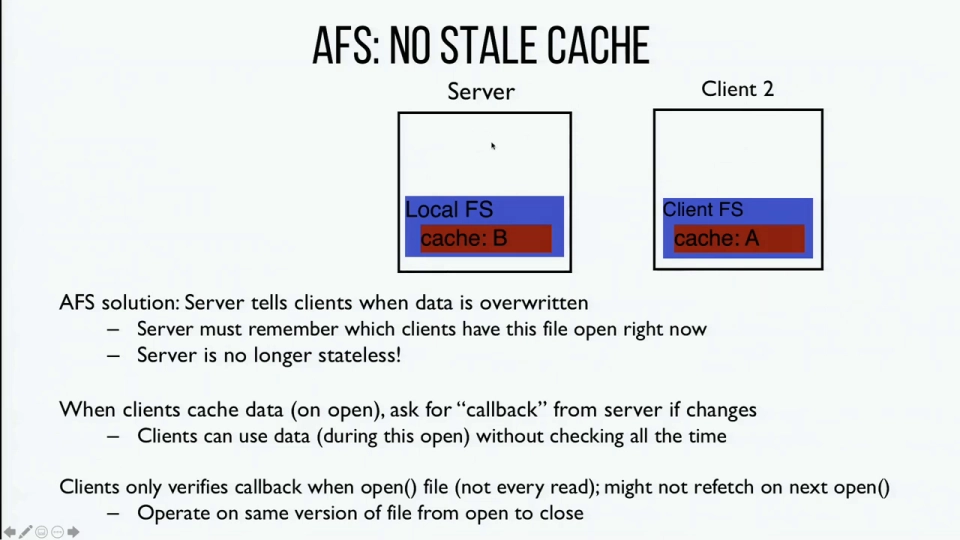 AFS: NO STALE CACHE
Server
Client 2
Local FS
cache: B
Client FS
cache: A
AFS solution: Server tells clients when data is overwritten
– Server must remember which clients have this file open right now
– Server is no longer stateless!
When clients cache data (on open), ask for “callback” from server if changes
– Clients can use data (during this open) without checking all the time
Clients only verifies callback when open() file (not every read); might not refetch on next open()
– Operate on same version of file from open to close